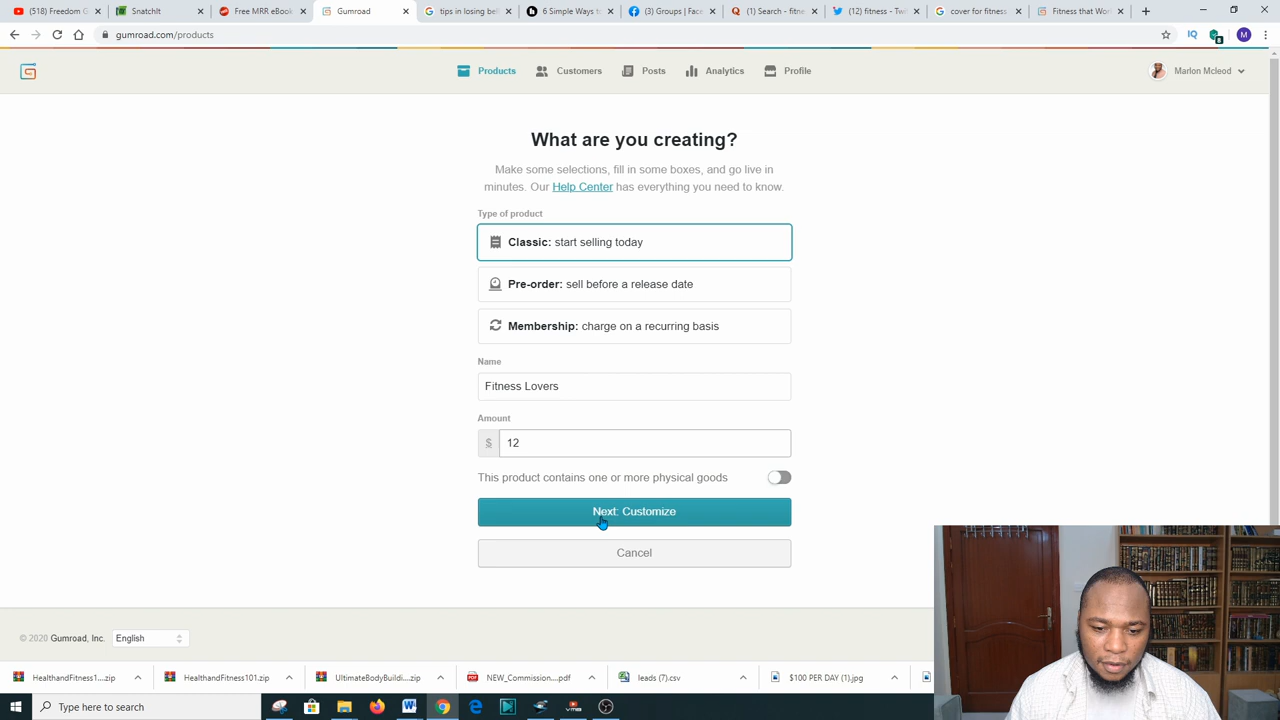 (518) Freedom G
SnatchIt
Free MRR eBook
Gumroad
tips in losing bel
6 Simple Ways to
(3) Groups | Face
(1) Search - fitne
(12) fitness - Twi
cover for fitness
Fitness that Wor
gumroad.com/products
Products
Customers
Posts
Analytics
Profile
Marlon Mcleod
What are you creating?
Make some selections, fill in some boxes, and go live in
minutes. Our Help Center has everything you need to know.
Type of product
Classic: start selling today
Pre-order: sell before a release date
Membership: charge on a recurring basis
Name
Fitness Lovers
Amount
$ 12
This product contains one or more physical goods
Next: Customize
Cancel
© 2020 Gumroad, Inc.
English
HealthandFitness1....zip
HealthandFitness101.zip
UltimateBodyBuildi....zip
NEW_Commission....pdf
leads (7).csv
$100 PER DAY (1).jpg
Type here to search